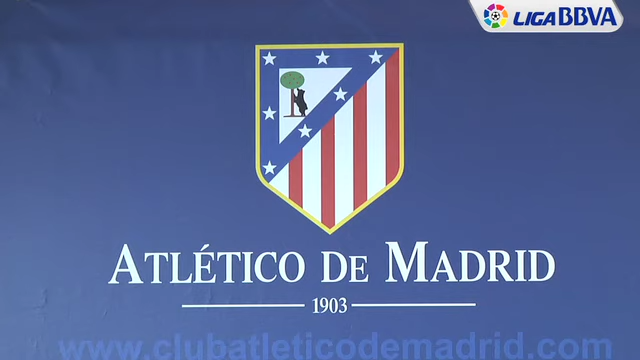 LIGA BBVA
ATLÉTICO DE MADRID
1903
www.clubatleticodemadrid.com